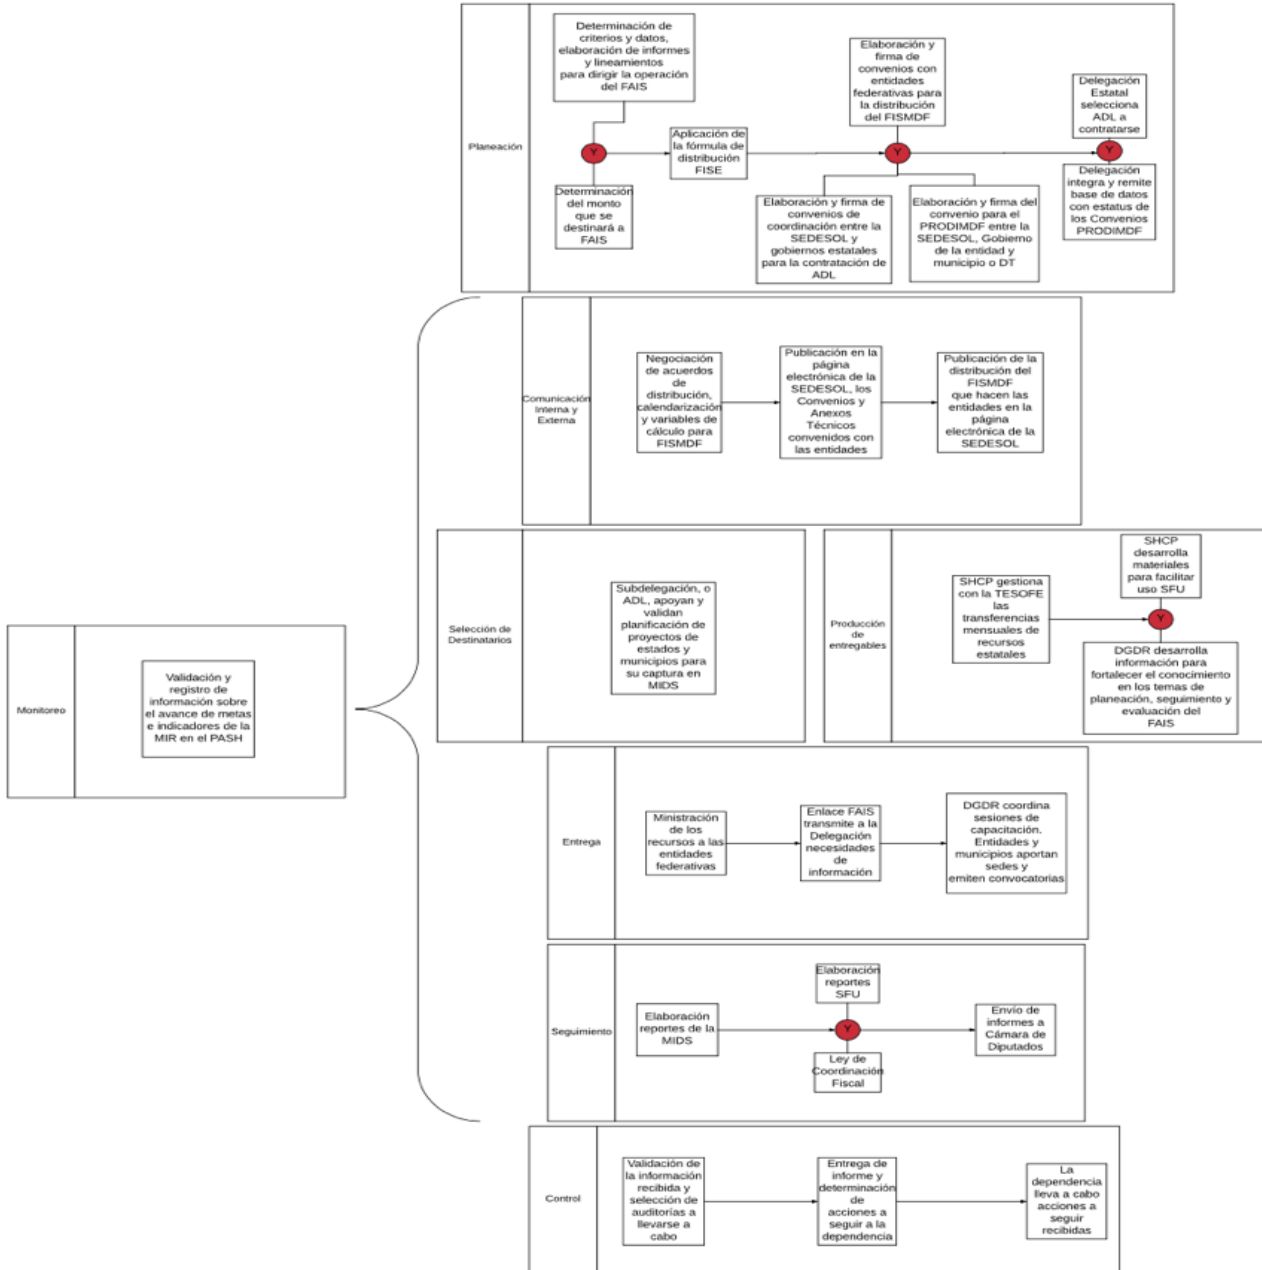 Planeación
Determinación de
criterios y datos,
elaboración de informes
y lineamientos
para dirigir la operación
del FAIS
Y
Determinación
del monto
que se
destinará a
FAIS
Aplicación de
la fórmula de
distribución
FISE
Elaboración y
firma de
convenios con
entidades
federativas para
la distribución
del FISMDF
Y
Elaboración y firma de
convenios de
coordinación entre la
SEDESOL y
gobiernos estatales
para la contratación de
ADL
Elaboración y firma del
convenio para el
PRODIMDF entre la
SEDESOL, Gobierno
de la entidad y
municipio o DT
Delegación
Estatal
selecciona
ADL a
contratarse
Y
Delegación
integra y remite
base de datos
con estatus de
los Convenios
PRODIMDF
Comunicación
Interna y
Externa
Negociación
de acuerdos
de
distribución,
calendarización
y variables de
cálculo para
FISMDF
Publicación en la
página
electrónica de la
SEDESOL, los
Convenios y
Anexos
Técnicos
convenidos con
las entidades
Publicación de la
distribución del
FISMDF
que hacen las
entidades en la
página
electrónica de la
SEDESOL
Selección de
Destinatarios
Subdelegación, o
ADL, apoyan y
validan
planificación de
proyectos de
estados y
municipios para
su captura en
MIDS
Producción
de
entregables
SHCP gestiona
con la TESOFE
las
transferencias
mensuales de
recursos
estatales
SHCP
desarrolla
materiales
para facilitar
uso SFU
Y
DGDR desarrolla
información para
fortalecer el conocimiento
en los temas de
planeación, seguimiento y
evaluación del
FAIS
Monitoreo
Validación y
registro de
información sobre
el avance de metas
e indicadores de la
MIR en el PASH
Entrega
Ministración
de los
recursos a las
entidades
federativas
Enlace FAIS
transmite a la
Delegación
necesidades
de
información
DGDR coordina
sesiones de
capacitación.
Entidades y
municipios aportan
sedes y
emiten convocatorias
Seguimiento
Elaboración
reportes de la
MIDS
Elaboración
reportes
SFU
Y
Ley de
Coordinación
Fiscal
Envío de
informes a
Cámara de
Diputados
Control
Validación de
la información
recibida y
selección de
auditorías a
llevarse a
cabo
Entrega de
informe y
determinación
de
acciones a
seguir a la
dependencia
La
dependencia
lleva a cabo
acciones a
seguir
recibidas